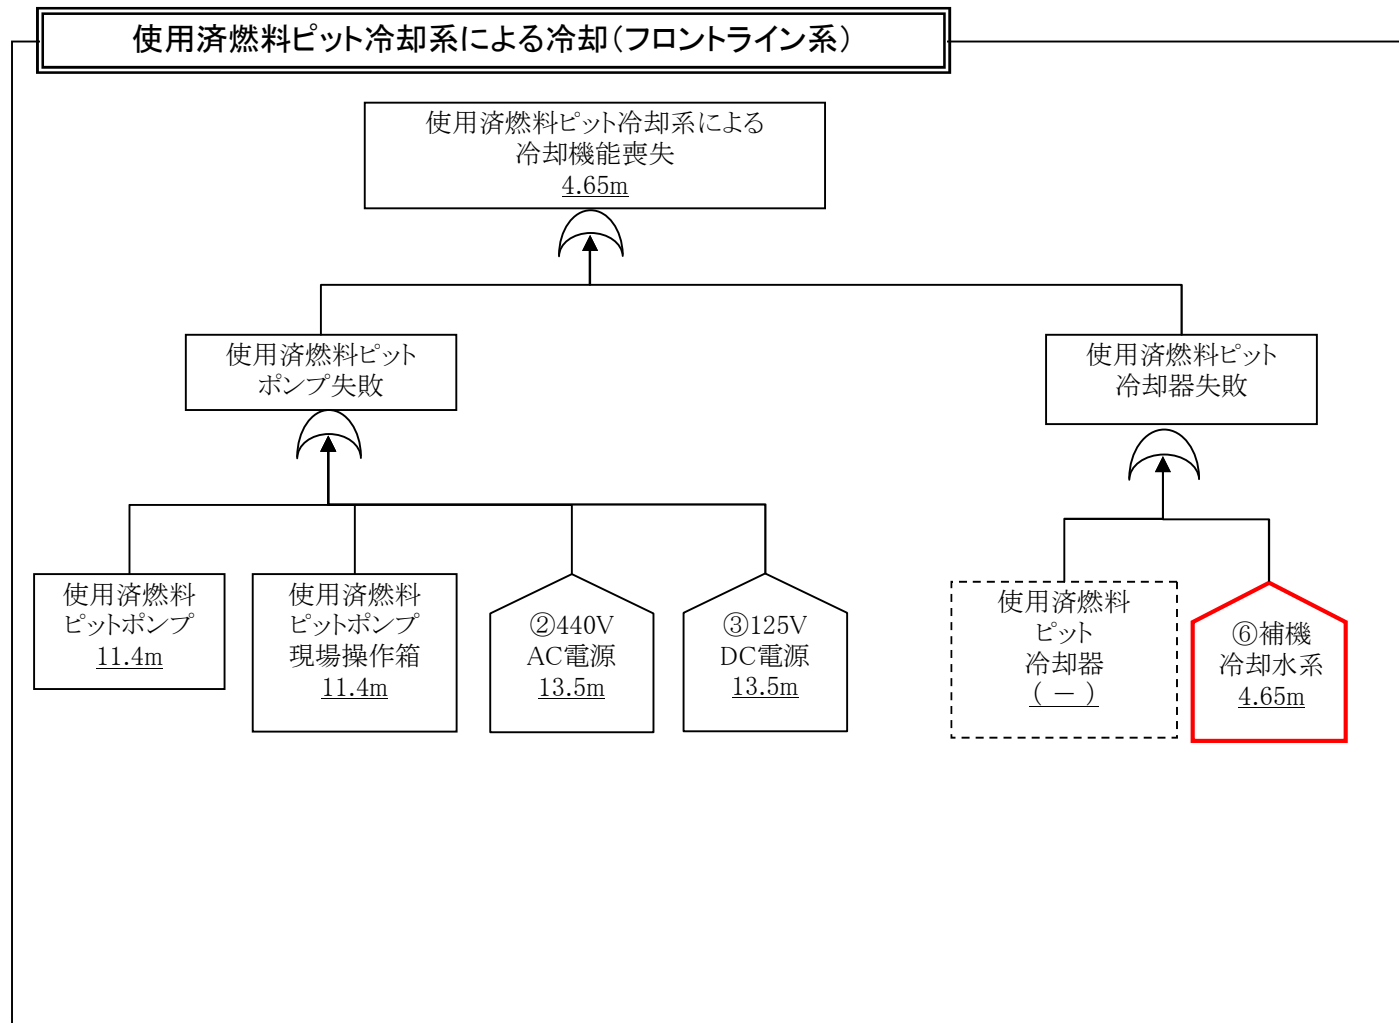 使用済燃料ピット冷却系による冷却(フロントライン系)
使用済燃料ピット冷却系による
冷却機能喪失
4.65m
使用済燃料ピット
ポンプ失敗
使用済燃料ピット
冷却器失敗
使用済燃料
ピットポンプ
11.4m
使用済燃料
ピットポンプ
現場操作箱
11.4m
②440V
AC電源
13.5m
③125V
DC電源
13.5m
使用済燃料
ピット
冷却器
( － )
⑥補機
冷却水系
4.65m